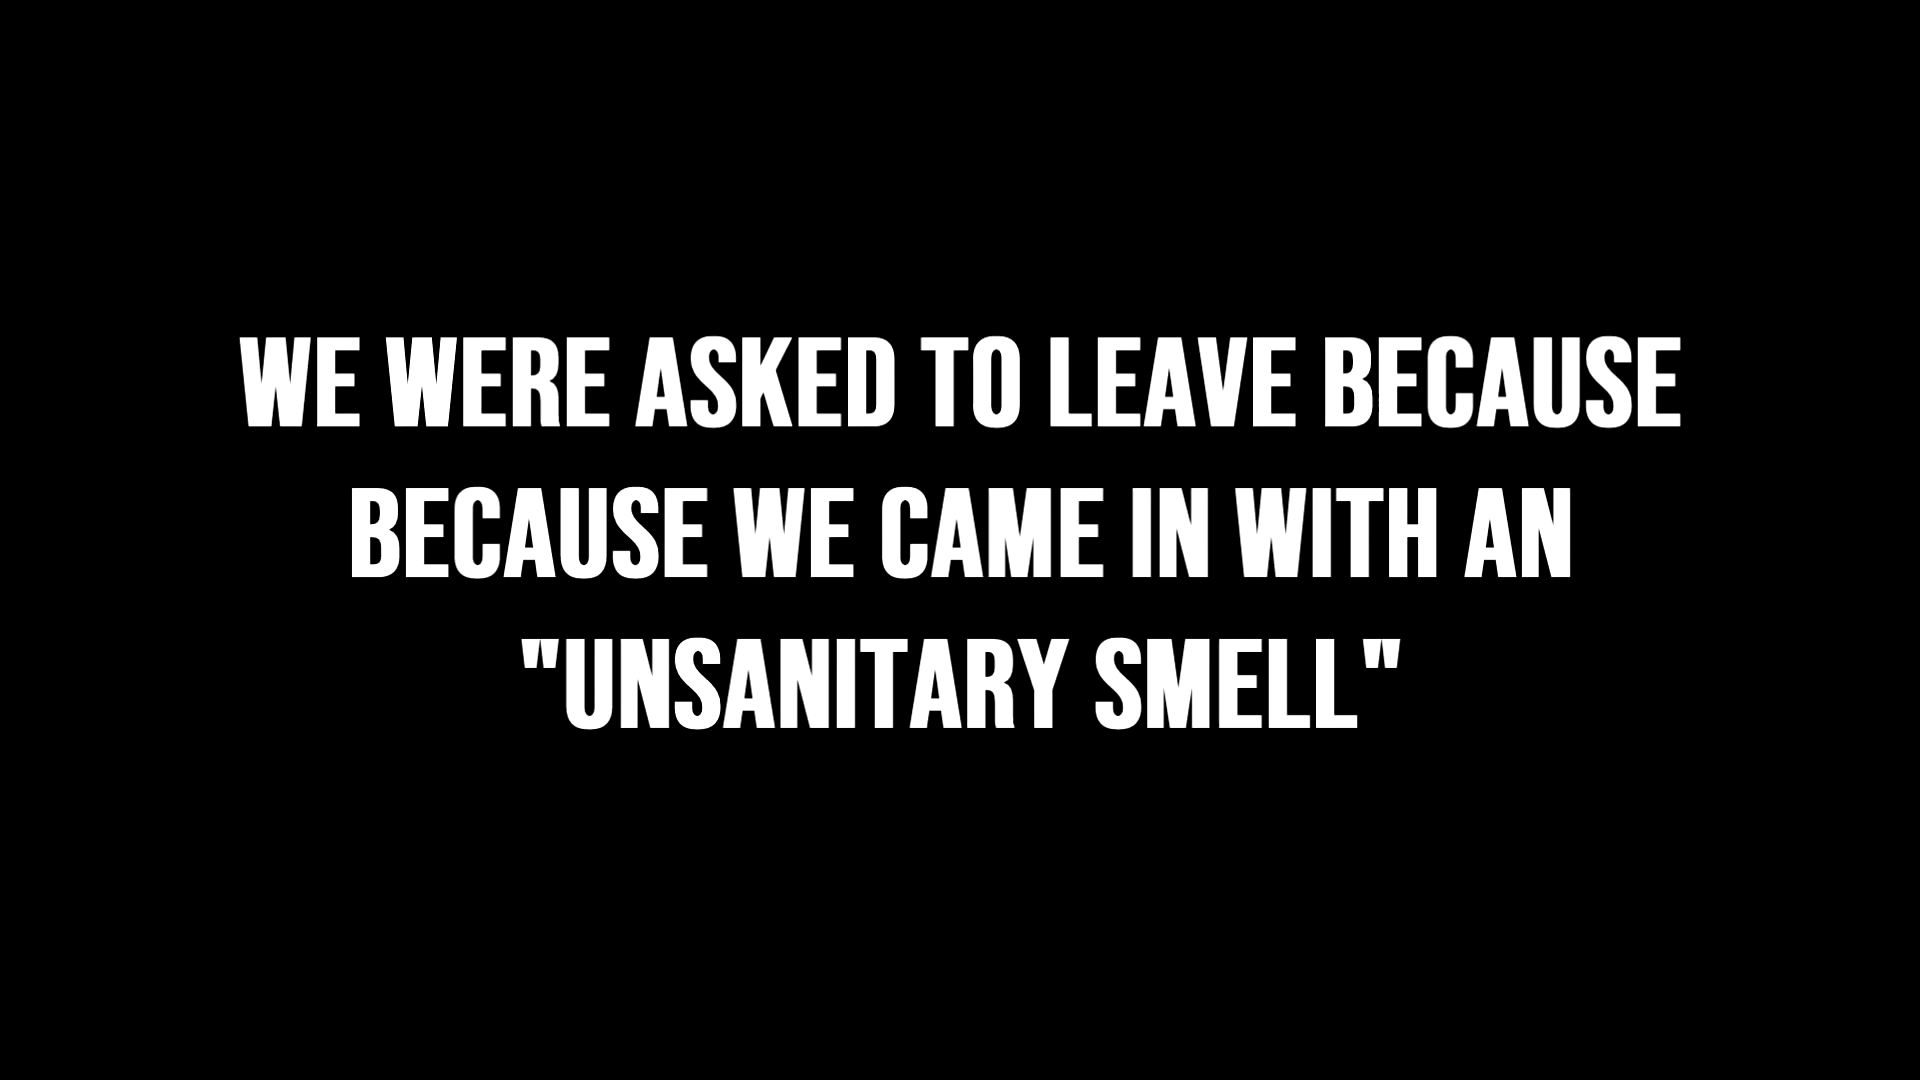 WE WERE ASKED TO LEAVE BECAUSE
BECAUSE WE CAME IN WITH AN
"UNSANITARY SMELL"